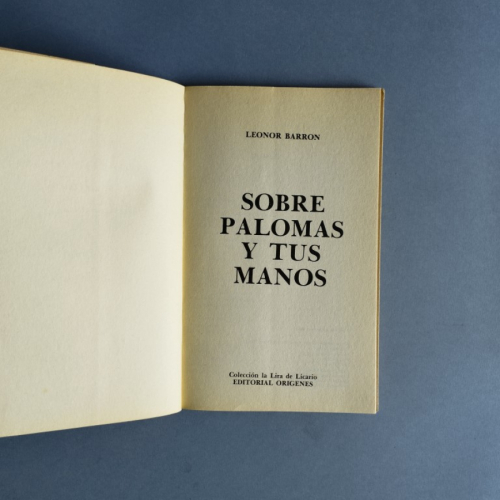 LEONOR BARRON
SOBRE
PALOMAS
Y TUS
MANOS
Colección la Lira de Licario
EDITORIAL ORIGENES